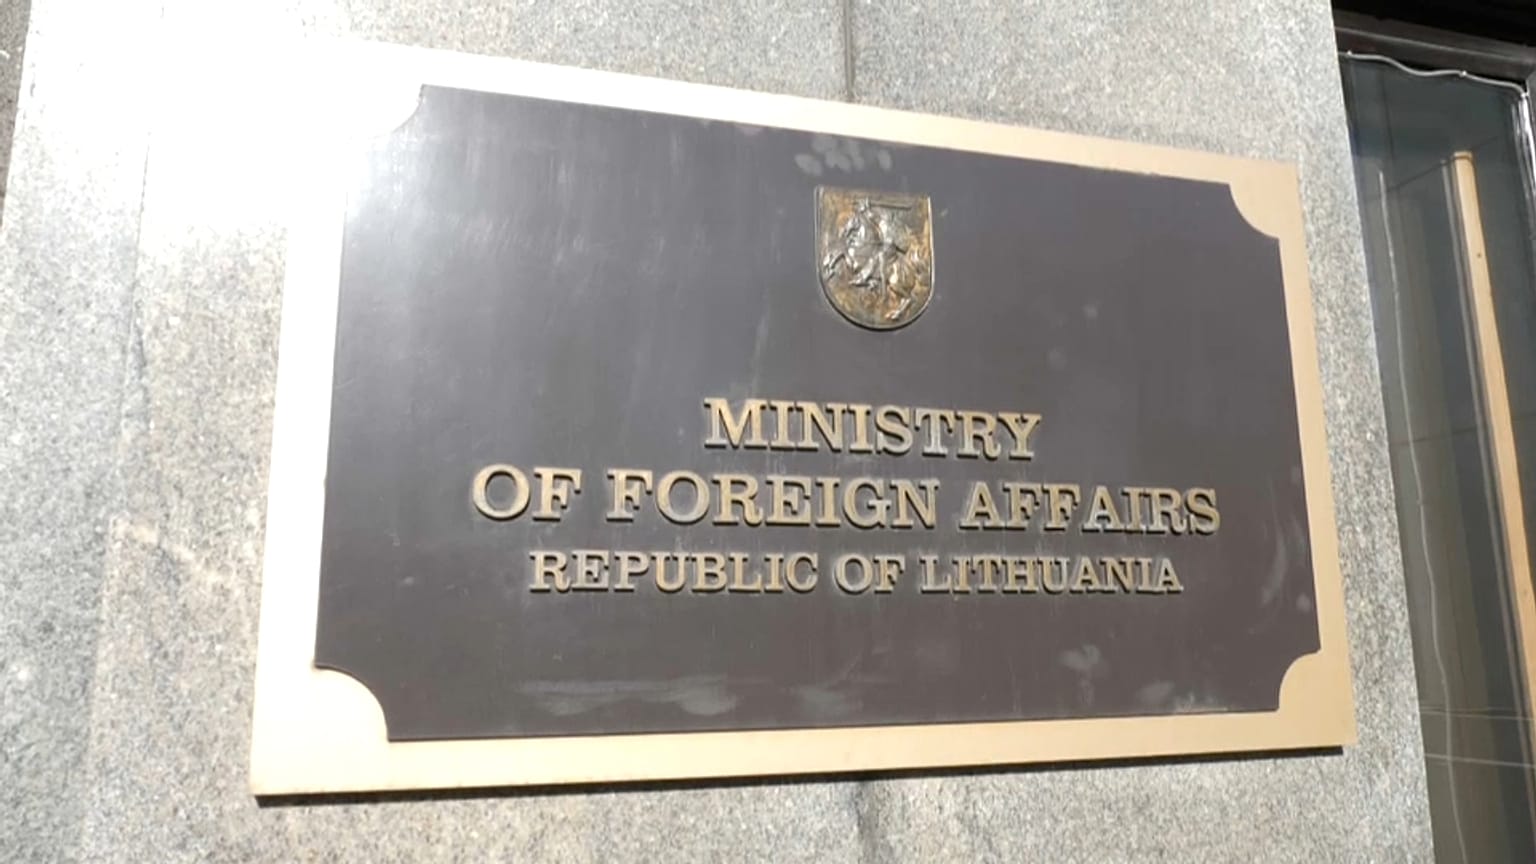 MINISTRY
OF FOREIGN AFFAIRS
REPUBLIC OF LITHUANIA